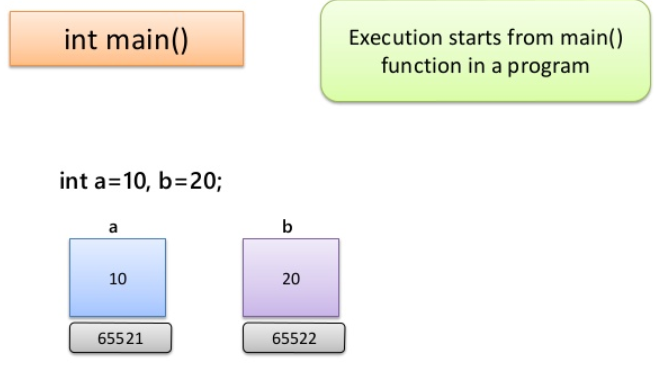 int main()
Execution starts from main()
function in a program
int a=10, b=20;
a b
10 20
65521 65522